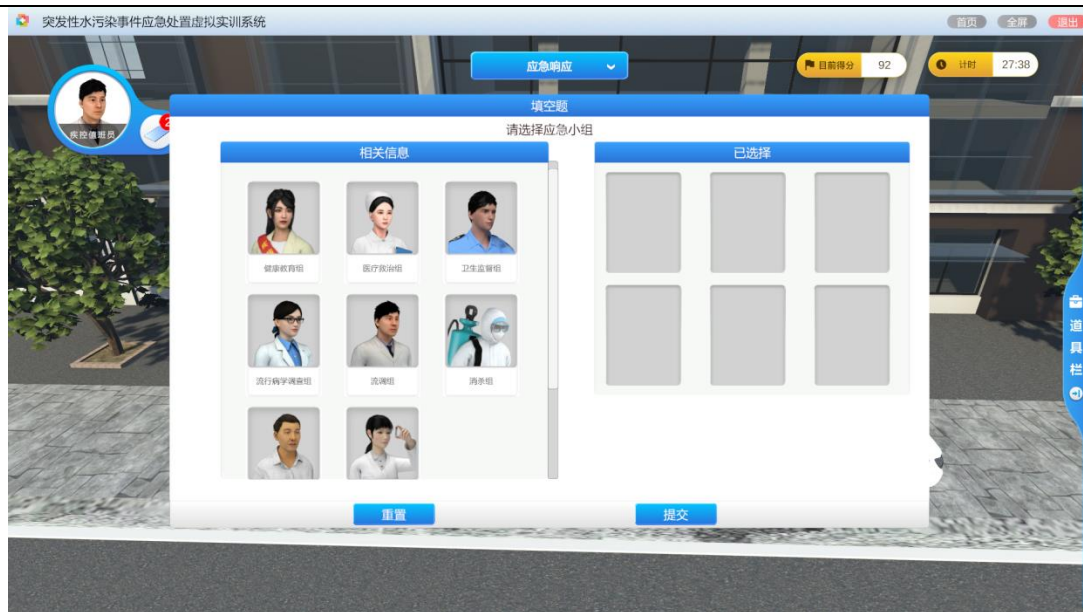 突发性水污染事件应急处置虚拟实训系统
首页 全屏 退出
应急响应
目前得分 92
计时 27:38
疾控值班员
2
填空题
请选择应急小组
相关信息
已选择
健康教育组 医疗救治组 卫生监督组
流行病学调查组 流调组 消杀组
道具栏
重置
提交